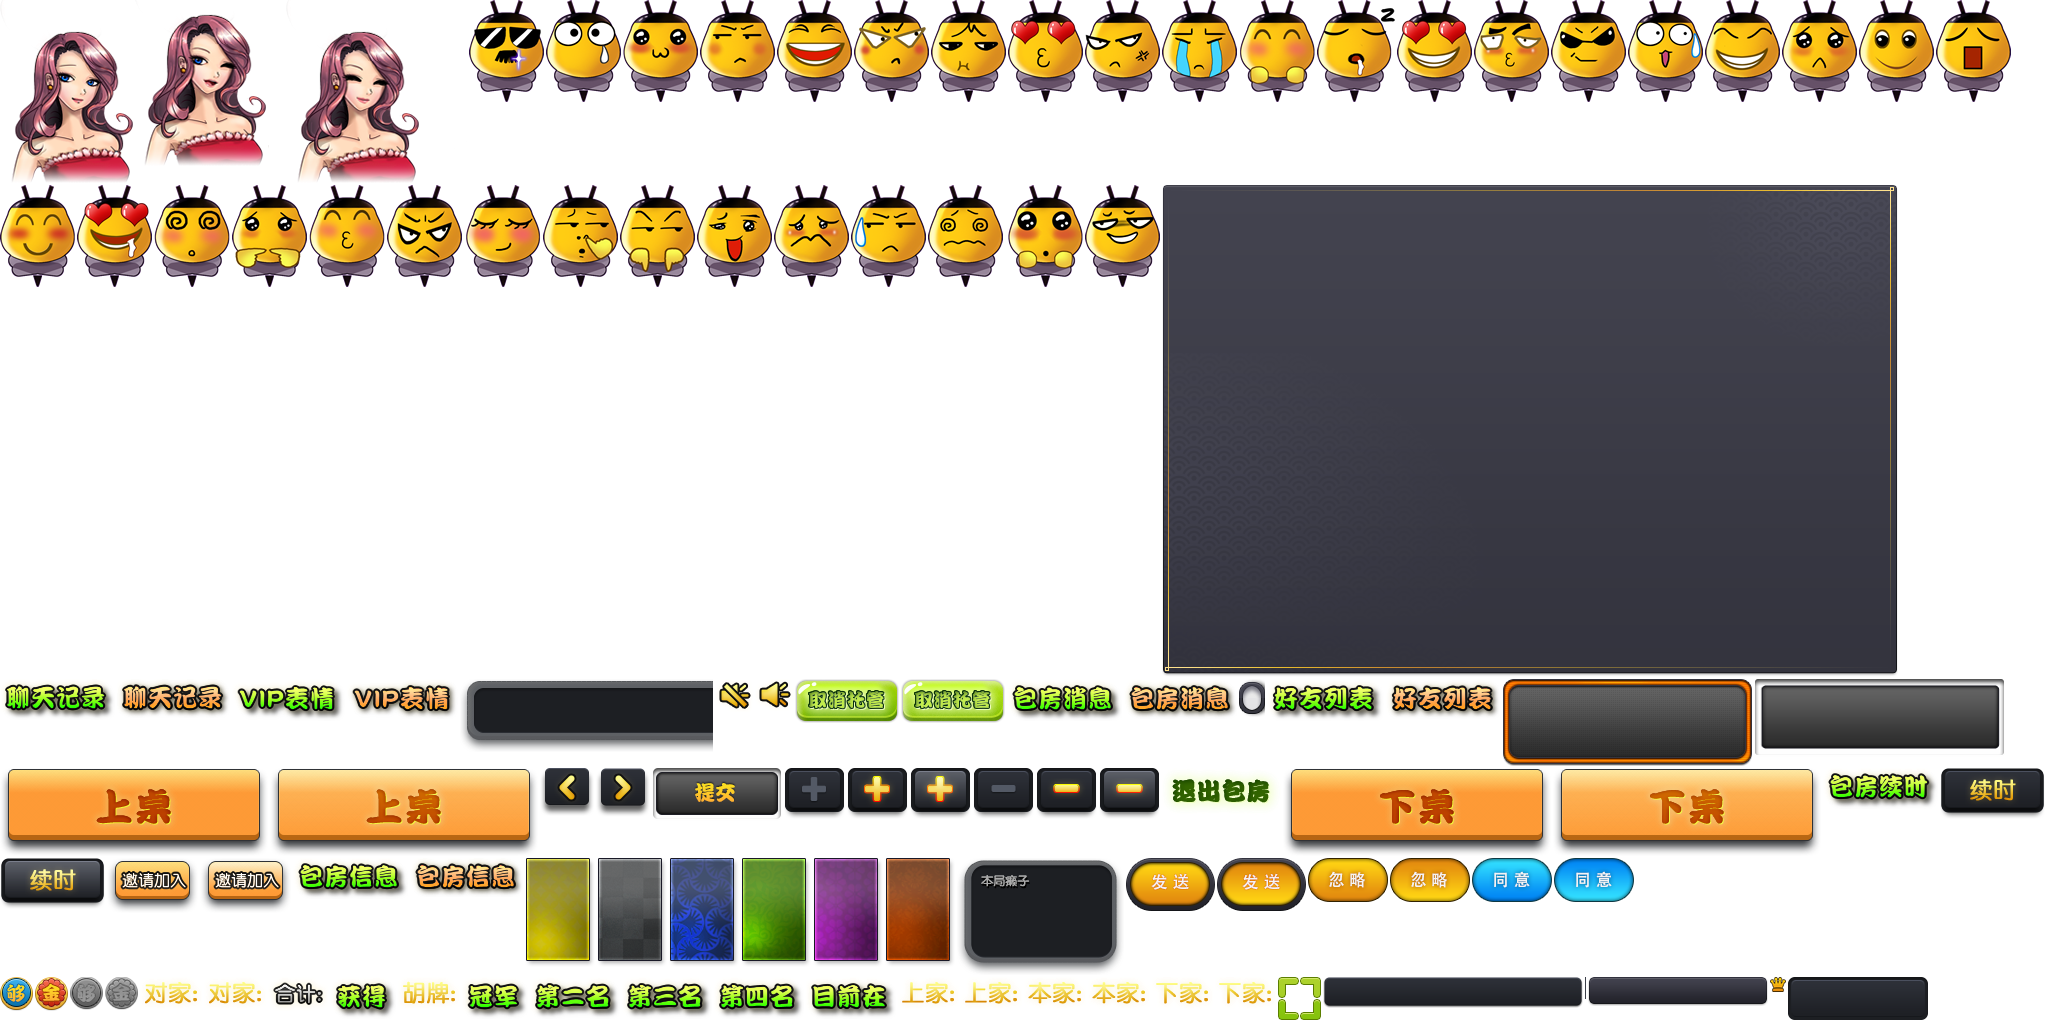 z
聊天记录 聊天记录 VIP表情 VIP表情 取消托管 取消托管 包房消息 包房消息 好友列表 好友列表
上桌 上桌 提交 退出包房 下桌 下桌 包房续时 续时
续时 邀请加入 邀请加入 包房信息 包房信息 本局癞子 发送 发送 忽略 忽略 同意 同意
够 金 够 金 对家: 对家: 合计: 获得 胡牌: 冠军 第二名 第三名 第四名 目前在 上家: 上家: 本家: 本家: 下家: 下家: